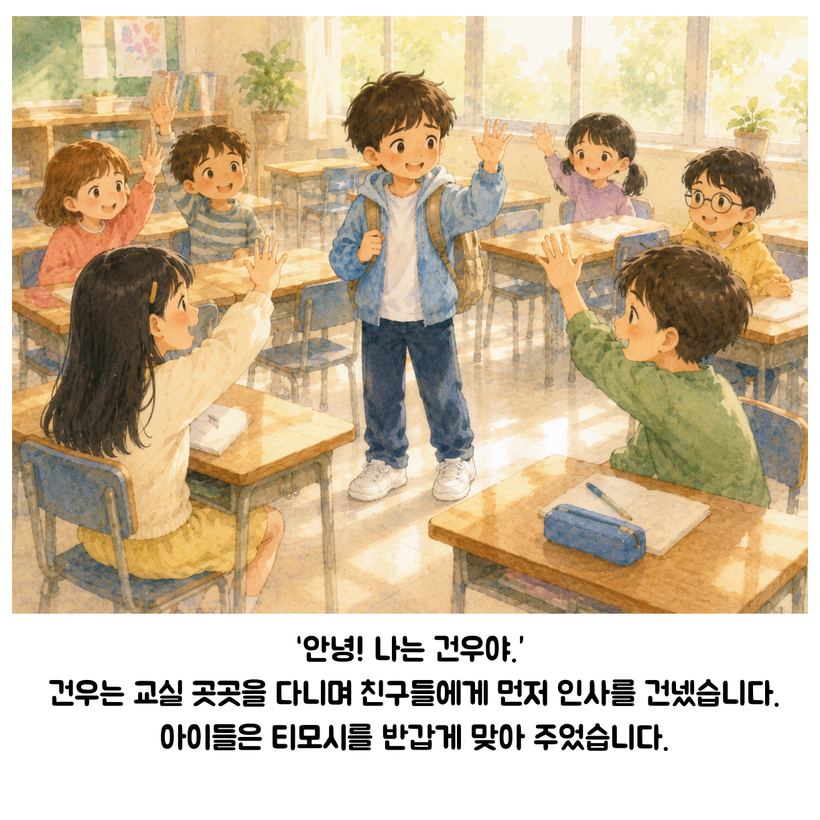 '안녕! 나는 건우야.'
건우는 교실 곳곳을 다니며 친구들에게 먼저 인사를 건넸습니다.
아이들은 티모시를 반갑게 맞아 주었습니다.